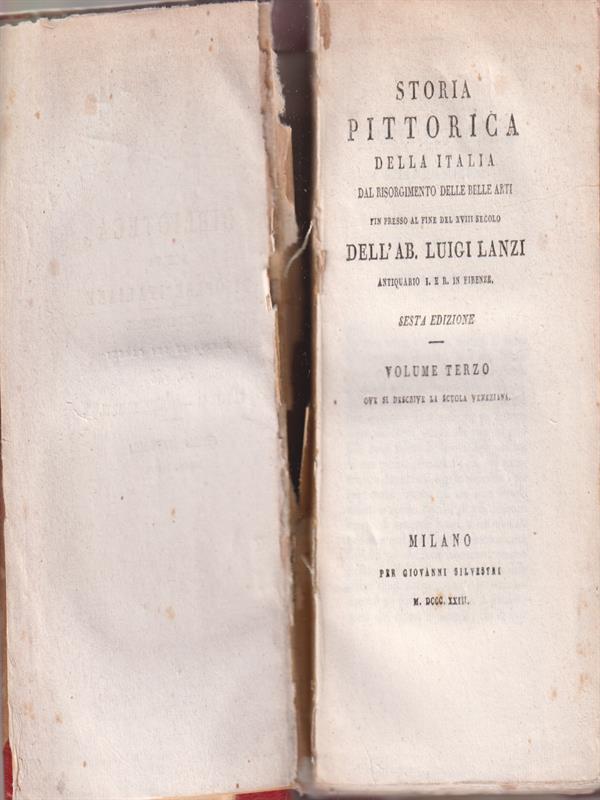 STORIA
PITTORICA
DELLA ITALIA
DAL RISORGIMENTO DELLE BELLE ARTI
FIN PRESSO AL FINE DEL XVIII SECOLO
DELL'AB. LUIGI LANZI
ANTIQUARIO I. E R. IN FIRENZE.
SESTA EDIZIONE
VOLUME TERZO
OVE SI DESCRIVE LA SCUOLA VENEZIANA.
MILANO
PER GIOVANNI SILVESTRI
M. DCCC. XXIII.